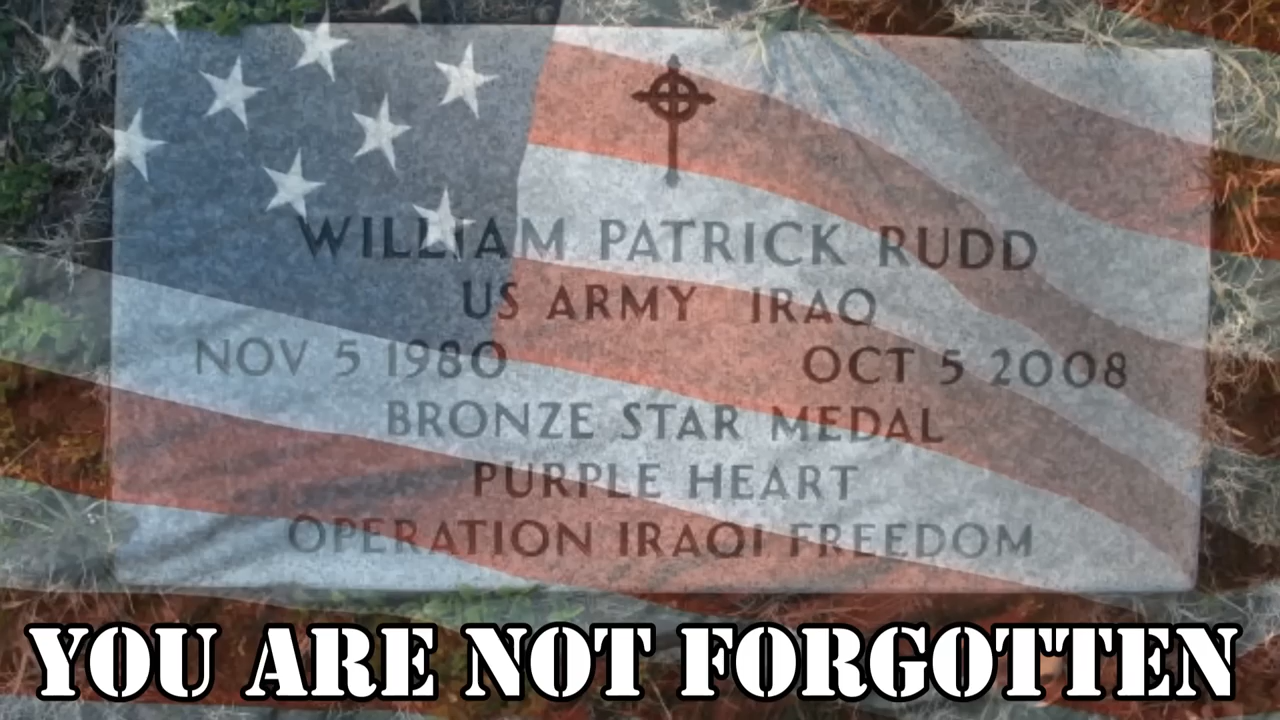 WILLIAM PATRICK RUDD
US ARMY IRAQ
NOV 5 1980 OCT 5 2008
BRONZE STAR MEDAL
PURPLE HEART
OPERATION IRAQI FREEDOM
YOU ARE NOT FORGOTTEN